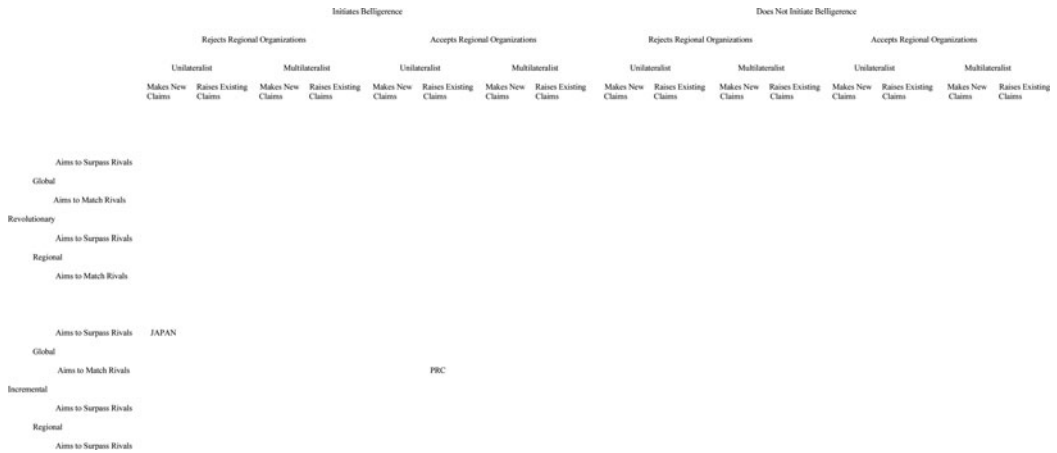 Initiates Belligerence Does Not Initiate Belligerence
Rejects Regional Organizations Accepts Regional Organizations Rejects Regional Organizations Accepts Regional Organizations
Unilateralist Multilateralist Unilateralist Multilateralist Unilateralist Multilateralist Unilateralist Multilateralist
Makes New Raises Existing Makes New Raises Existing Makes New Raises Existing Makes New Raises Existing Makes New Raises Existing Makes New Raises Existing Makes New Raises Existing Makes New Raises Existing
Claims Claims Claims Claims Claims Claims Claims Claims Claims Claims Claims Claims Claims Claims Claims Claims
Aims to Surpass Rivals
Global
Aims to Match Rivals
Revolutionary
Aims to Surpass Rivals
Regional
Aims to Match Rivals
Aims to Surpass Rivals JAPAN
Global
Aims to Match Rivals PRC
Incremental
Aims to Surpass Rivals
Regional
Aims to Surpass Rivals